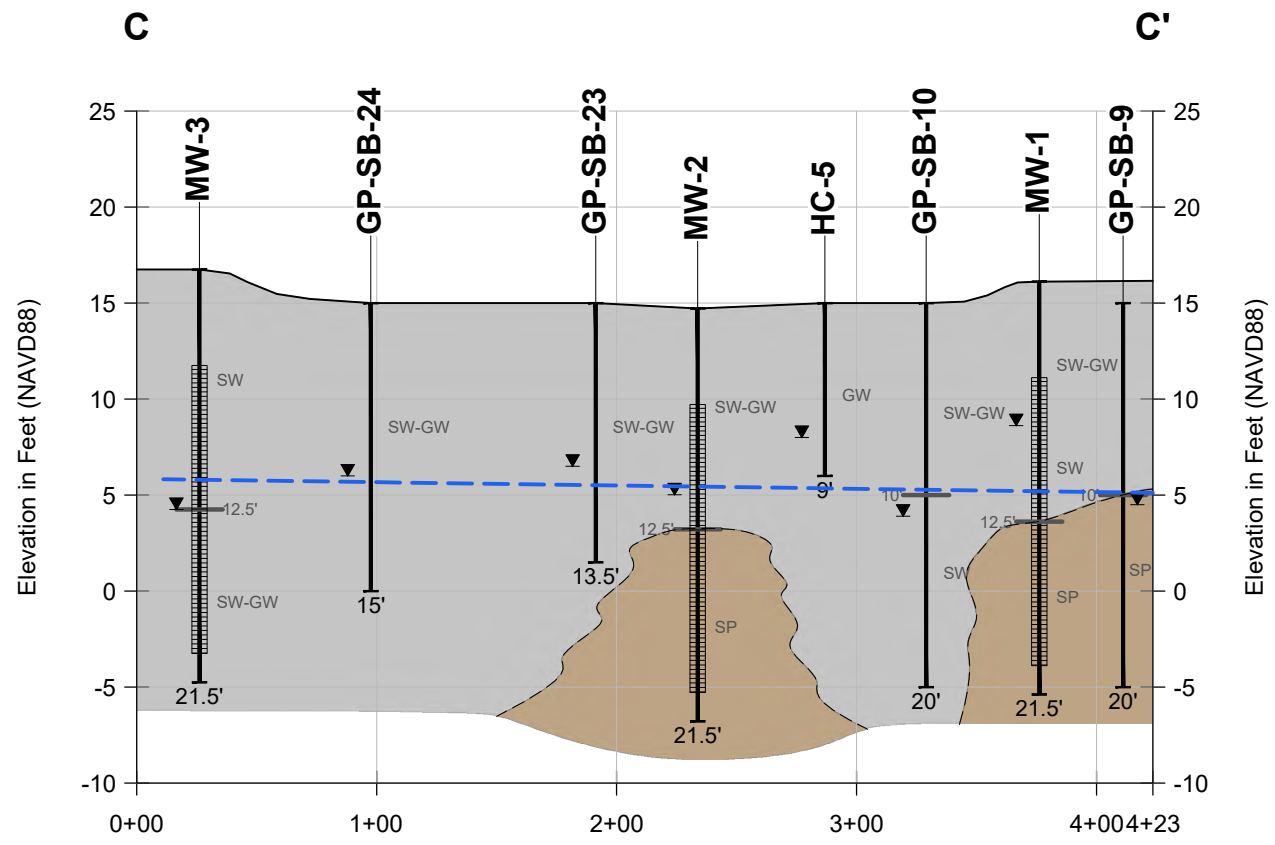 C C'
MW-3
GP-SB-24
GP-SB-23
MW-2
HC-5
GP-SB-10
MW-1
GP-SB-9
25 25
20 20
15 15
10 10
5 5
0 0
-5 -5
-10 -10
Elevation in Feet (NAVD88)
Elevation in Feet (NAVD88)
SW
12.5'
SW-GW
21.5'
SW-GW
15'
SW-GW
13.5'
SW-GW
12.5'
SP
21.5'
GW
9'
SW-GW
10'
SW
20'
SW-GW
SW
12.5'
SP
21.5'
10'
SP
20'
0+00 1+00 2+00 3+00 4+00 4+23